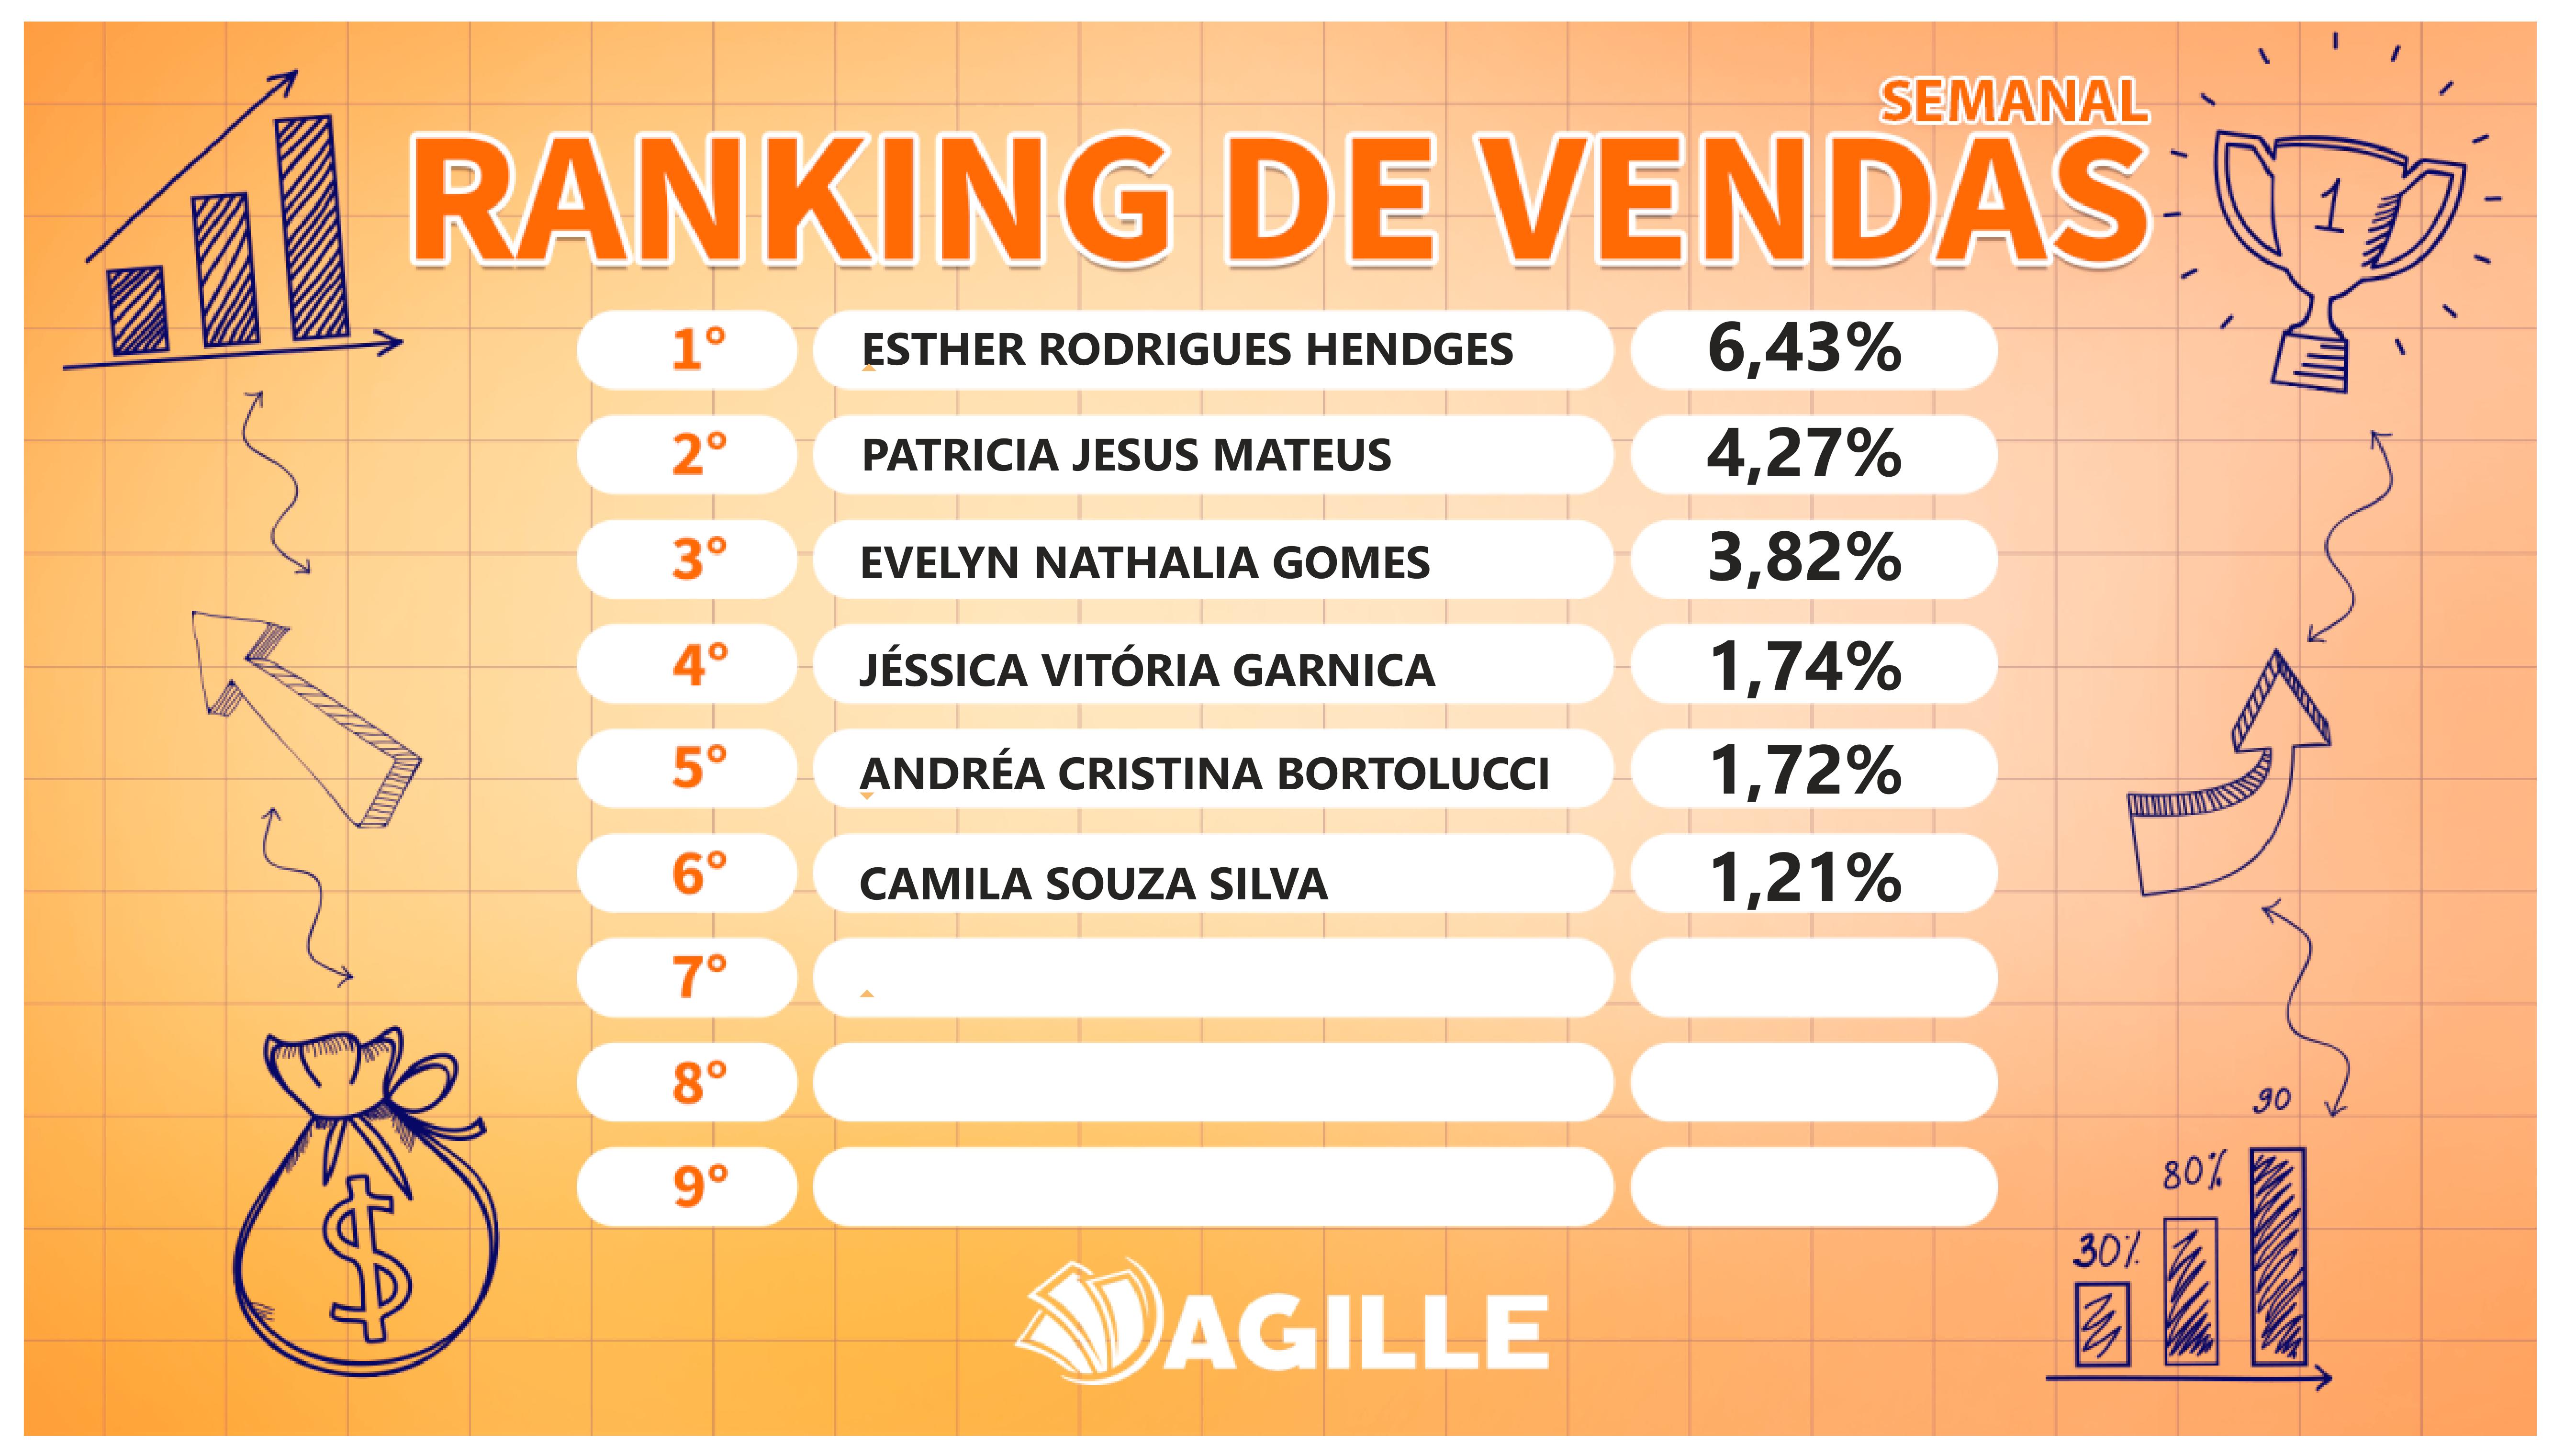 SEMANAL
RANKING DE VENDAS
1
1° ESTHER RODRIGUES HENDGES 6,43%
2° PATRICIA JESUS MATEUS 4,27%
3° EVELYN NATHALIA GOMES 3,82%
4° JÉSSICA VITÓRIA GARNICA 1,74%
5° ANDRÉA CRISTINA BORTOLUCCI 1,72%
6° CAMILA SOUZA SILVA 1,21%
7°
8°
9°
$
90
80%
30%
AGILLE